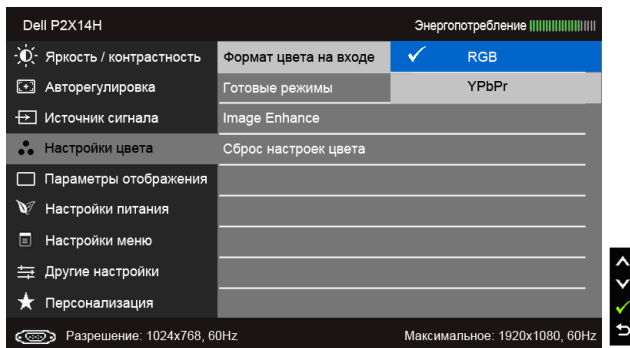 Dell P2X14H
Энергопотребление
Яркость / контрастность
Формат цвета на входе
RGB
Авторегулировка
Готовые режимы
YPbPr
Источник сигнала
Image Enhance
Настройки цвета
Сброс настроек цвета
Параметры отображения
Настройки питания
Настройки меню
Другие настройки
Персонализация
Разрешение: 1024x768, 60Hz
Максимальное: 1920x1080, 60Hz